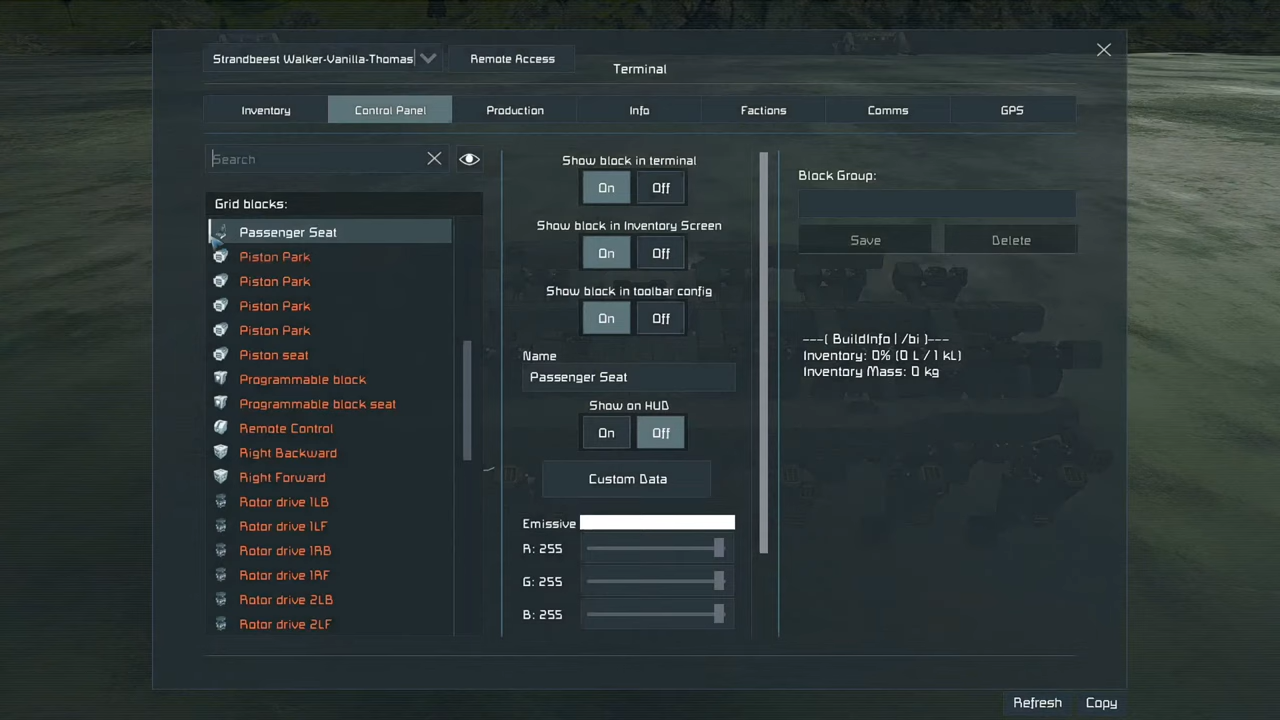 Strandbeest Walker-Vanilla-Thomas
Remote Access
Terminal
Inventory
Control Panel
Production
Info
Factions
Comms
GPS
Search
Grid blocks:
Passenger Seat
Piston Park
Piston Park
Piston Park
Piston Park
Piston seat
Programmable block
Programmable block seat
Remote Control
Right Backward
Right Forward
Rotor drive 1LB
Rotor drive 1LF
Rotor drive 1RB
Rotor drive 1RF
Rotor drive 2LB
Rotor drive 2LF
Show block in terminal
On Off
Show block in Inventory Screen
On Off
Show block in toolbar config
On Off
Name
Passenger Seat
Show on HUD
On Off
Custom Data
Emissive
R: 255
G: 255
B: 255
Block Group:
Save Delete
---( BuildInfo | /bi )---
Inventory: 0% (0 L / 1 kL)
Inventory Mass: 0 kg
Refresh Copy